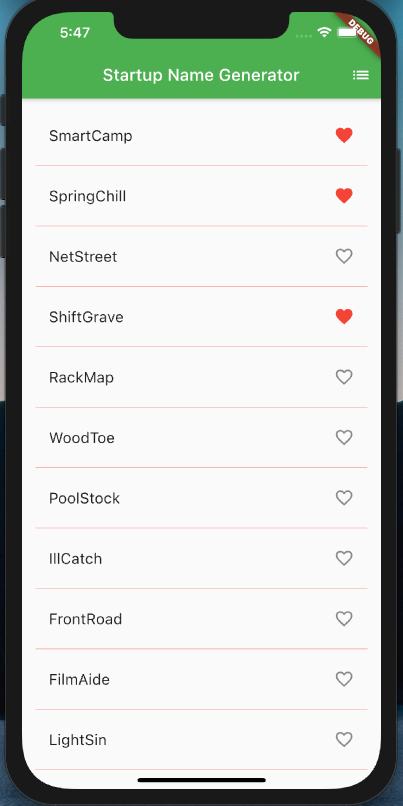 5:47
DEBUG
Startup Name Generator
SmartCamp
SpringChill
NetStreet
ShiftGrave
RackMap
WoodToe
PoolStock
IllCatch
FrontRoad
FilmAide
LightSin